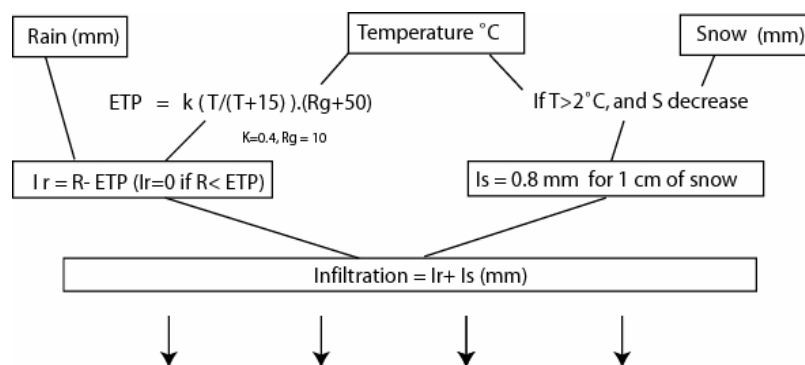 Rain (mm)
Temperature °C
Snow (mm)
ETP = k (T/(T+15) ).(Rg+50)
K=0.4, Rg = 10
If T>2°C, and S decrease
I r = R- ETP (Ir=0 if R< ETP)
Is = 0.8 mm for 1 cm of snow
Infiltration = Ir+ Is (mm)